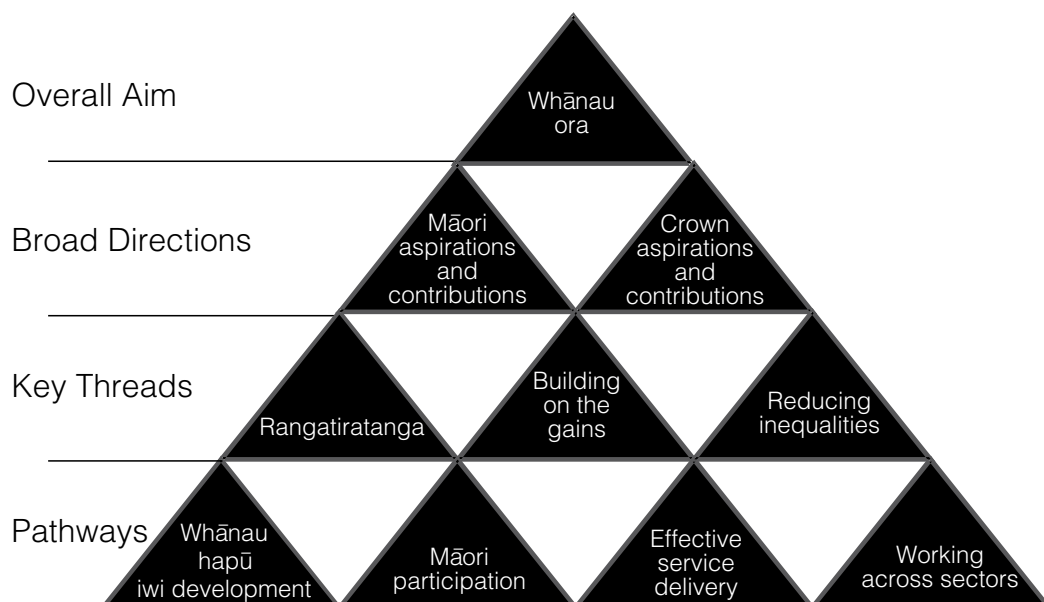 Overall Aim
Whānau
ora
Broad Directions
Māori
aspirations
and
contributions
Crown
aspirations
and
contributions
Key Threads
Rangatiratanga
Building
on the
gains
Reducing
inequalities
Pathways
Whānau
hapū
iwi development
Māori
participation
Effective
service
delivery
Working
across sectors